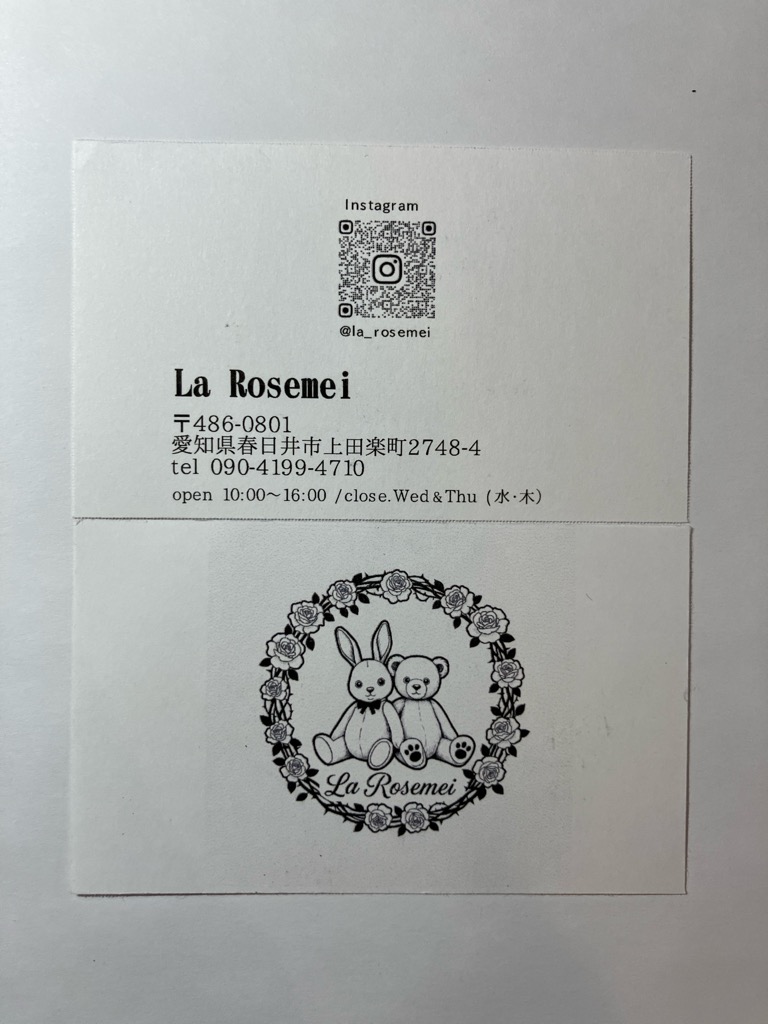 Instagram
@la_rosemei
La Rosemei
〒486-0801
愛知県春日井市上田楽町2748-4
tel 090-4199-4710
open 10:00〜16:00 /close.Wed&Thu (水・木)
La Rosemei